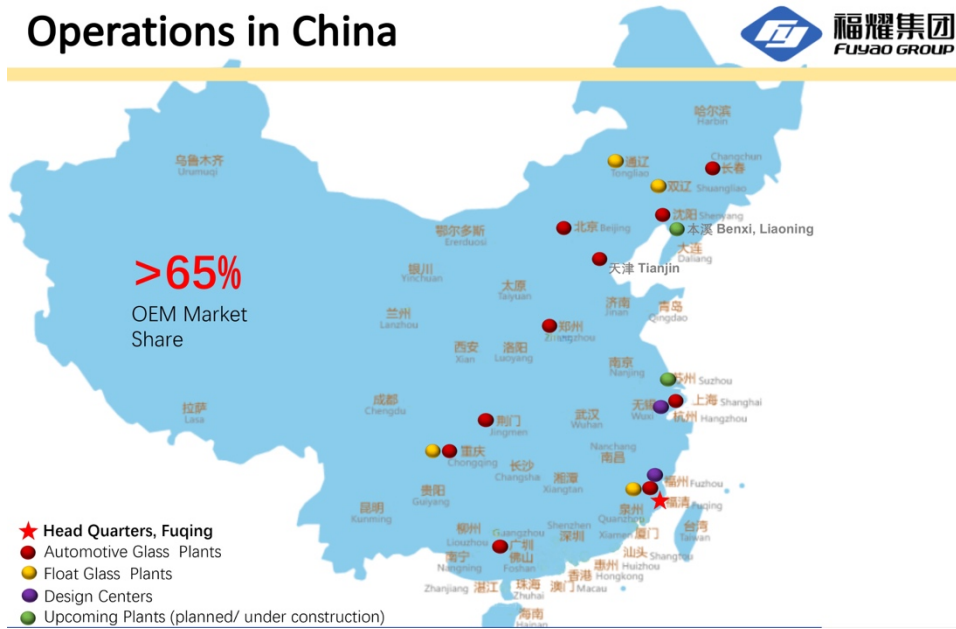 Operations in China
福耀集团
FUYAO GROUP
哈尔滨
Harbin
Changchun
长春
通辽
Tongliao
双辽 Shuangliao
乌鲁木齐
Urumuqi
沈阳 Shenyang
本溪 Benxi, Liaoning
北京 Beijing
鄂尔多斯
Ererduosi
大连
Daliang
天津 Tianjin
>65%
OEM Market
Share
银川
Yinchuan
太原
Taiyuan
济南
Jinan
青岛
Qingdao
兰州
Lanzhou
郑州
西安
Xian
洛阳
Luoyang
南京
Nanjing
苏州 Suzhou
成都
Chengdu
拉萨
Lasa
无锡
Wuxi
上海 Shanghai
杭州 Hangzhou
武汉
Wuhan
荆门
Jingmen
重庆
Chongqing
Nanchang
南昌
长沙
Changsha
湘潭
Xiangtan
福州 Fuzhou
福清 Fuqing
贵阳
Guiyang
昆明
Kunming
泉州
Quanzhou
台湾
Taiwan
柳州
Liouzhou
Guangzhou
广圳
Shenzhen
深圳
Xiamen 厦门
汕头 Shangtou
南宁
Nanning
佛山
Foshan
惠州 Huizhou
香港 Hongkong
Zhanjiang 湛江
珠海
Zhuhai
澳门 Macau
海南
Hainan
Head Quarters, Fuqing
Automotive Glass Plants
Float Glass Plants
Design Centers
Upcoming Plants (planned/ under construction)